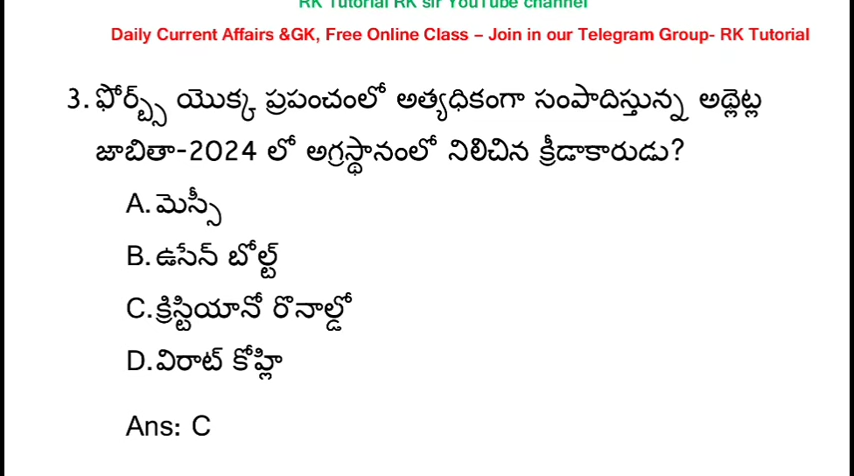 RK Tutorial RK sir YouTube channel
Daily Current Affairs &GK, Free Online Class – Join in our Telegram Group- RK Tutorial
3. ఫోర్బ్స్ యొక్క ప్రపంచంలో అత్యధికంగా సంపాదిస్తున్న అథ్లెట్ల
జాబితా-2024 లో అగ్రస్థానంలో నిలిచిన క్రీడాకారుడు?
A. మెస్సీ
B. ఉసేన్ బోల్ట్
C. క్రిస్టియానో రొనాల్డో
D. విరాట్ కోహ్లి
Ans: C